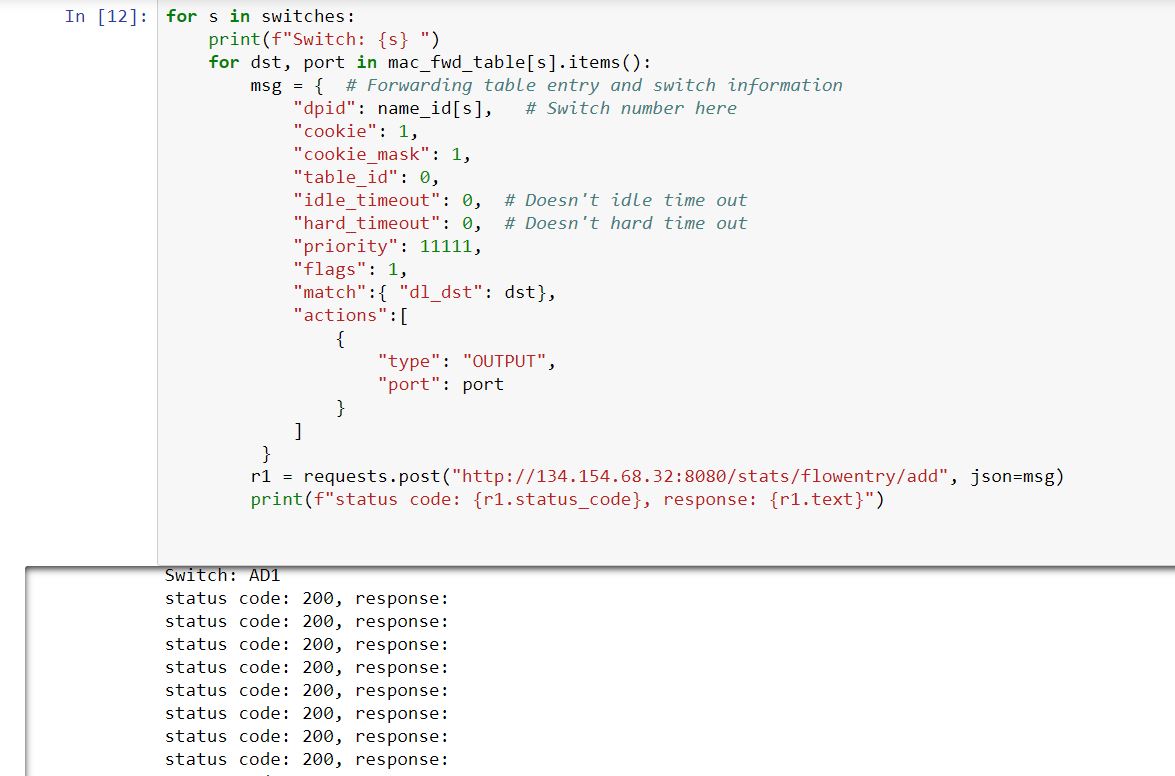 In [12]: for s in switches:
    print(f"Switch: {s} ")
    for dst, port in mac_fwd_table[s].items():
        msg = {  # Forwarding table entry and switch information
            "dpid": name_id[s],   # Switch number here
            "cookie": 1,
            "cookie_mask": 1,
            "table_id": 0,
            "idle_timeout": 0,  # Doesn't idle time out
            "hard_timeout": 0,  # Doesn't hard time out
            "priority": 11111,
            "flags": 1,
            "match":{ "dl_dst": dst},
            "actions":[
                {
                    "type": "OUTPUT",
                    "port": port
                }
            ]
         }
        r1 = requests.post("http://134.154.68.32:8080/stats/flowentry/add", json=msg)
        print(f"status code: {r1.status_code}, response: {r1.text}")
Switch: AD1
status code: 200, response:
status code: 200, response:
status code: 200, response:
status code: 200, response:
status code: 200, response:
status code: 200, response:
status code: 200, response:
status code: 200, response: